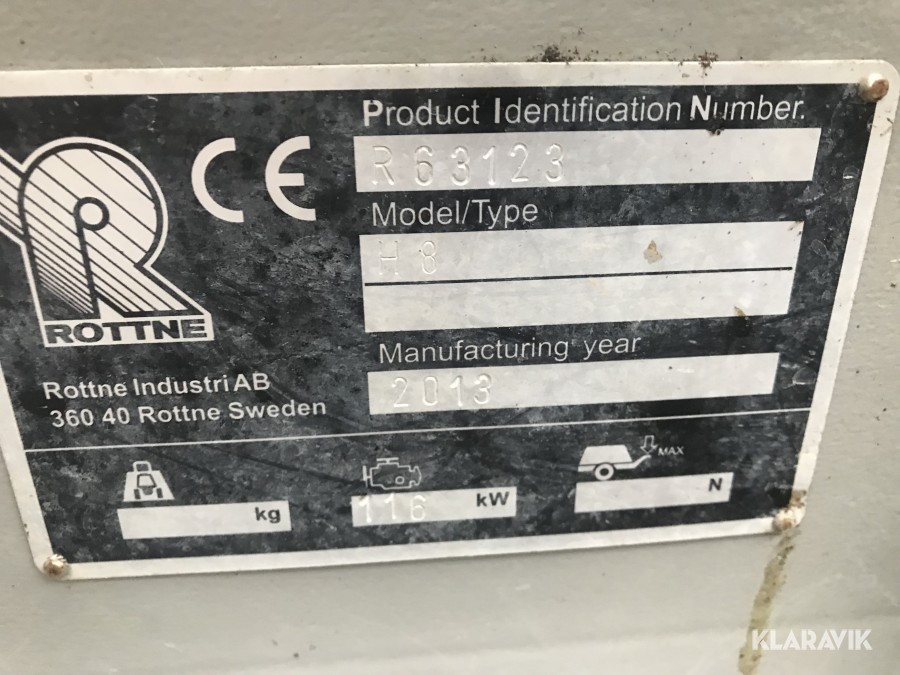 Product Identification Number.
R63123
CE
Model/Type
H8
ROTTNE
Manufacturing year
2013
Rottne Industri AB
360 40 Rottne Sweden
MAX
kg
116 kW
N
KLARAVIK